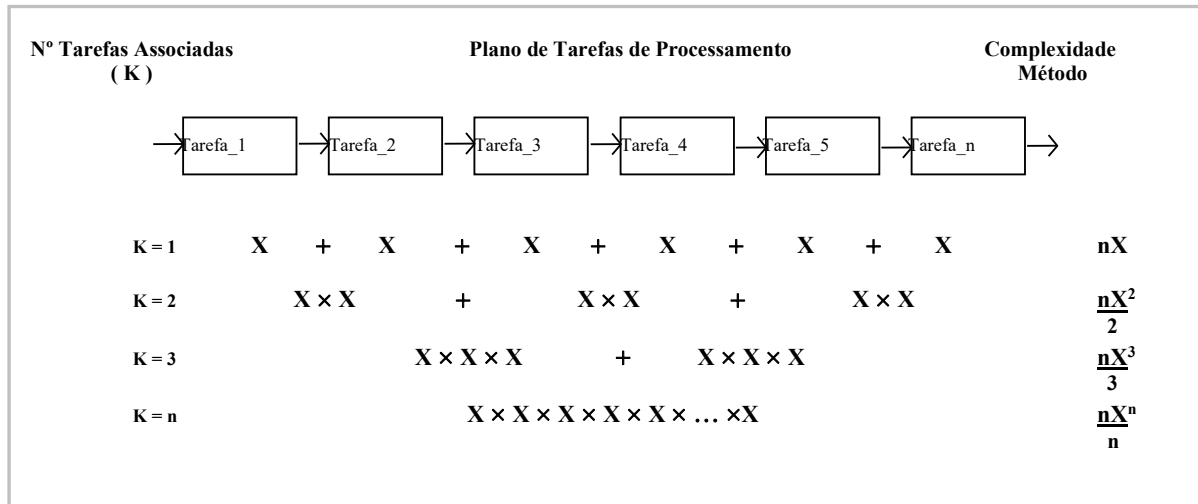 Nº Tarefas Associadas
( K )
Plano de Tarefas de Processamento
Complexidade
Método
Tarefa_1
Tarefa_2
Tarefa_3
Tarefa_4
Tarefa_5
Tarefa_n
K = 1 X + X + X + X + X + X nX
K = 2 X × X + X × X + X × X nX²
2
K = 3 X × X × X + X × X × X nX³
3
K = n X × X × X × X × X × … ×X nXⁿ
n